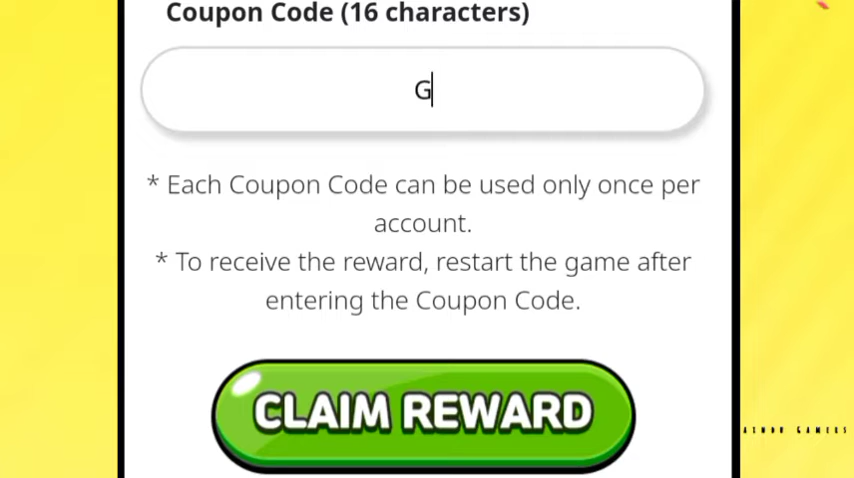 Coupon Code (16 characters)
G
* Each Coupon Code can be used only once per
account.
* To receive the reward, restart the game after
entering the Coupon Code.
CLAIM REWARD